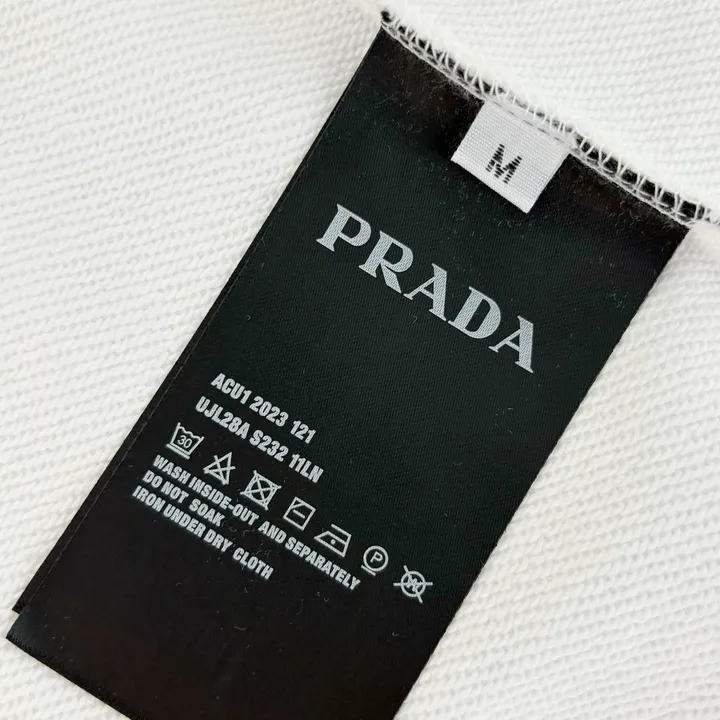 M
PRADA
ACU1 2023 121
UJL28A S232 11LN
30
P
W
WASH INSIDE-OUT AND SEPARATELY
DO NOT SOAK
IRON UNDER DRY CLOTH